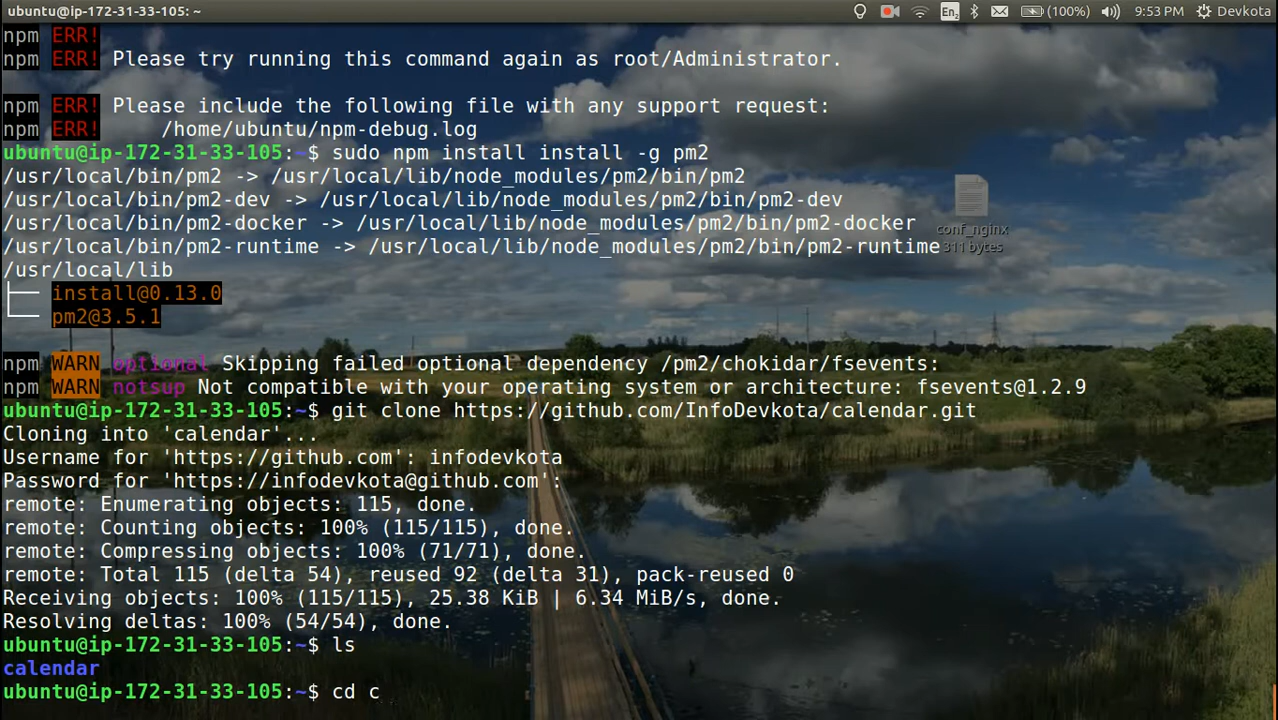 ubuntu@ip-172-31-33-105: ~
En2 (100%) 9:53 PM Devkota
npm ERR!
npm ERR! Please try running this command again as root/Administrator.
npm ERR! Please include the following file with any support request:
npm ERR!     /home/ubuntu/npm-debug.log
ubuntu@ip-172-31-33-105:~$ sudo npm install install -g pm2
/usr/local/bin/pm2 -> /usr/local/lib/node_modules/pm2/bin/pm2
/usr/local/bin/pm2-dev -> /usr/local/lib/node_modules/pm2/bin/pm2-dev
/usr/local/bin/pm2-docker -> /usr/local/lib/node_modules/pm2/bin/pm2-docker
/usr/local/bin/pm2-runtime -> /usr/local/lib/node_modules/pm2/bin/pm2-runtime
/usr/local/lib
├── install@0.13.0
└── pm2@3.5.1
conf_nginx
311 bytes
npm WARN optional Skipping failed optional dependency /pm2/chokidar/fsevents:
npm WARN notsup Not compatible with your operating system or architecture: fsevents@1.2.9
ubuntu@ip-172-31-33-105:~$ git clone https://github.com/InfoDevkota/calendar.git
Cloning into 'calendar'...
Username for 'https://github.com': infodevkota
Password for 'https://infodevkota@github.com':
remote: Enumerating objects: 115, done.
remote: Counting objects: 100% (115/115), done.
remote: Compressing objects: 100% (71/71), done.
remote: Total 115 (delta 54), reused 92 (delta 31), pack-reused 0
Receiving objects: 100% (115/115), 25.38 KiB | 6.34 MiB/s, done.
Resolving deltas: 100% (54/54), done.
ubuntu@ip-172-31-33-105:~$ ls
calendar
ubuntu@ip-172-31-33-105:~$ cd c